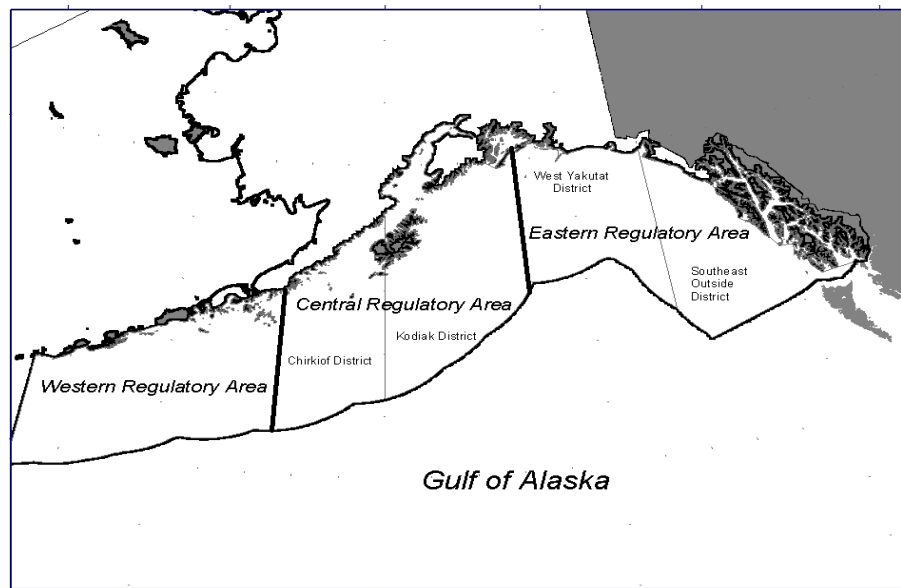 West Yakutat
District
Eastern Regulatory Area
Southeast
Outside
District
Central Regulatory Area
Kodiak District
Chirkiof District
Western Regulatory Area
Gulf of Alaska